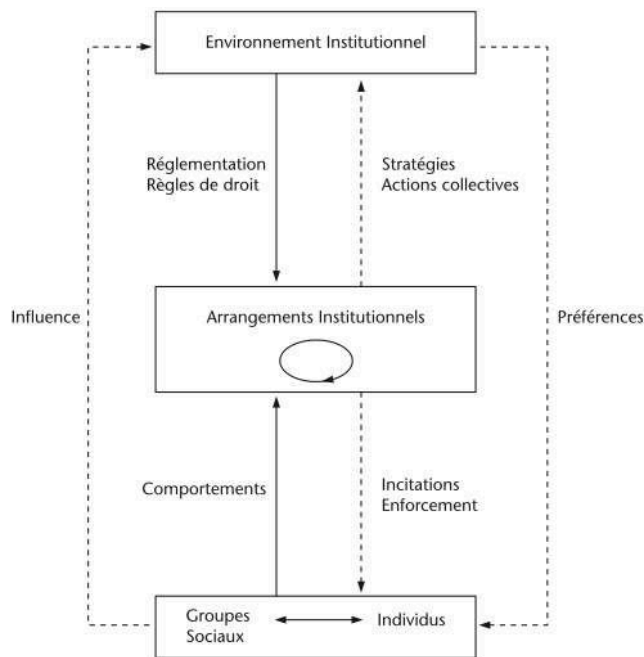 Environnement Institutionnel
Réglementation
Règles de droit
Stratégies
Actions collectives
Influence
Arrangements Institutionnels
Préférences
Comportements
Incitations
Enforcement
Groupes
Sociaux
Individus